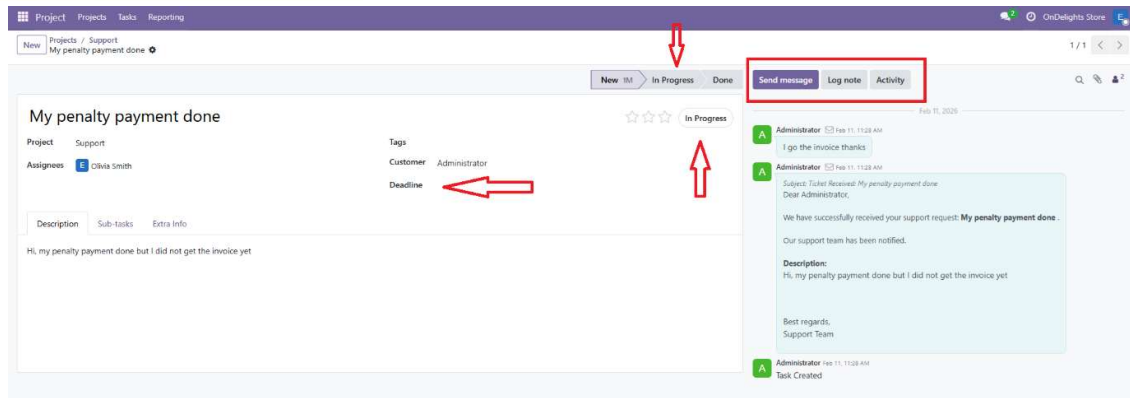 Project Projects Tasks Reporting
2 OnDelights Store E
New Projects / Support
My penalty payment done
1 / 1
New 1M In Progress Done
Send message Log note Activity
2
My penalty payment done
In Progress
Project Support
Assignees E Olivia Smith
Tags
Customer Administrator
Deadline
Description Sub-tasks Extra Info
Hi, my penalty payment done but I did not get the invoice yet
Feb 11, 2026
A Administrator Feb 11, 11:28 AM
I go the invoice thanks
A Administrator Feb 11, 11:28 AM
Subject: Ticket Received: My penalty payment done
Dear Administrator,
We have successfully received your support request: My penalty payment done .
Our support team has been notified.
Description:
Hi, my penalty payment done but I did not get the invoice yet
Best regards,
Support Team
A Administrator Feb 11, 11:28 AM
Task Created